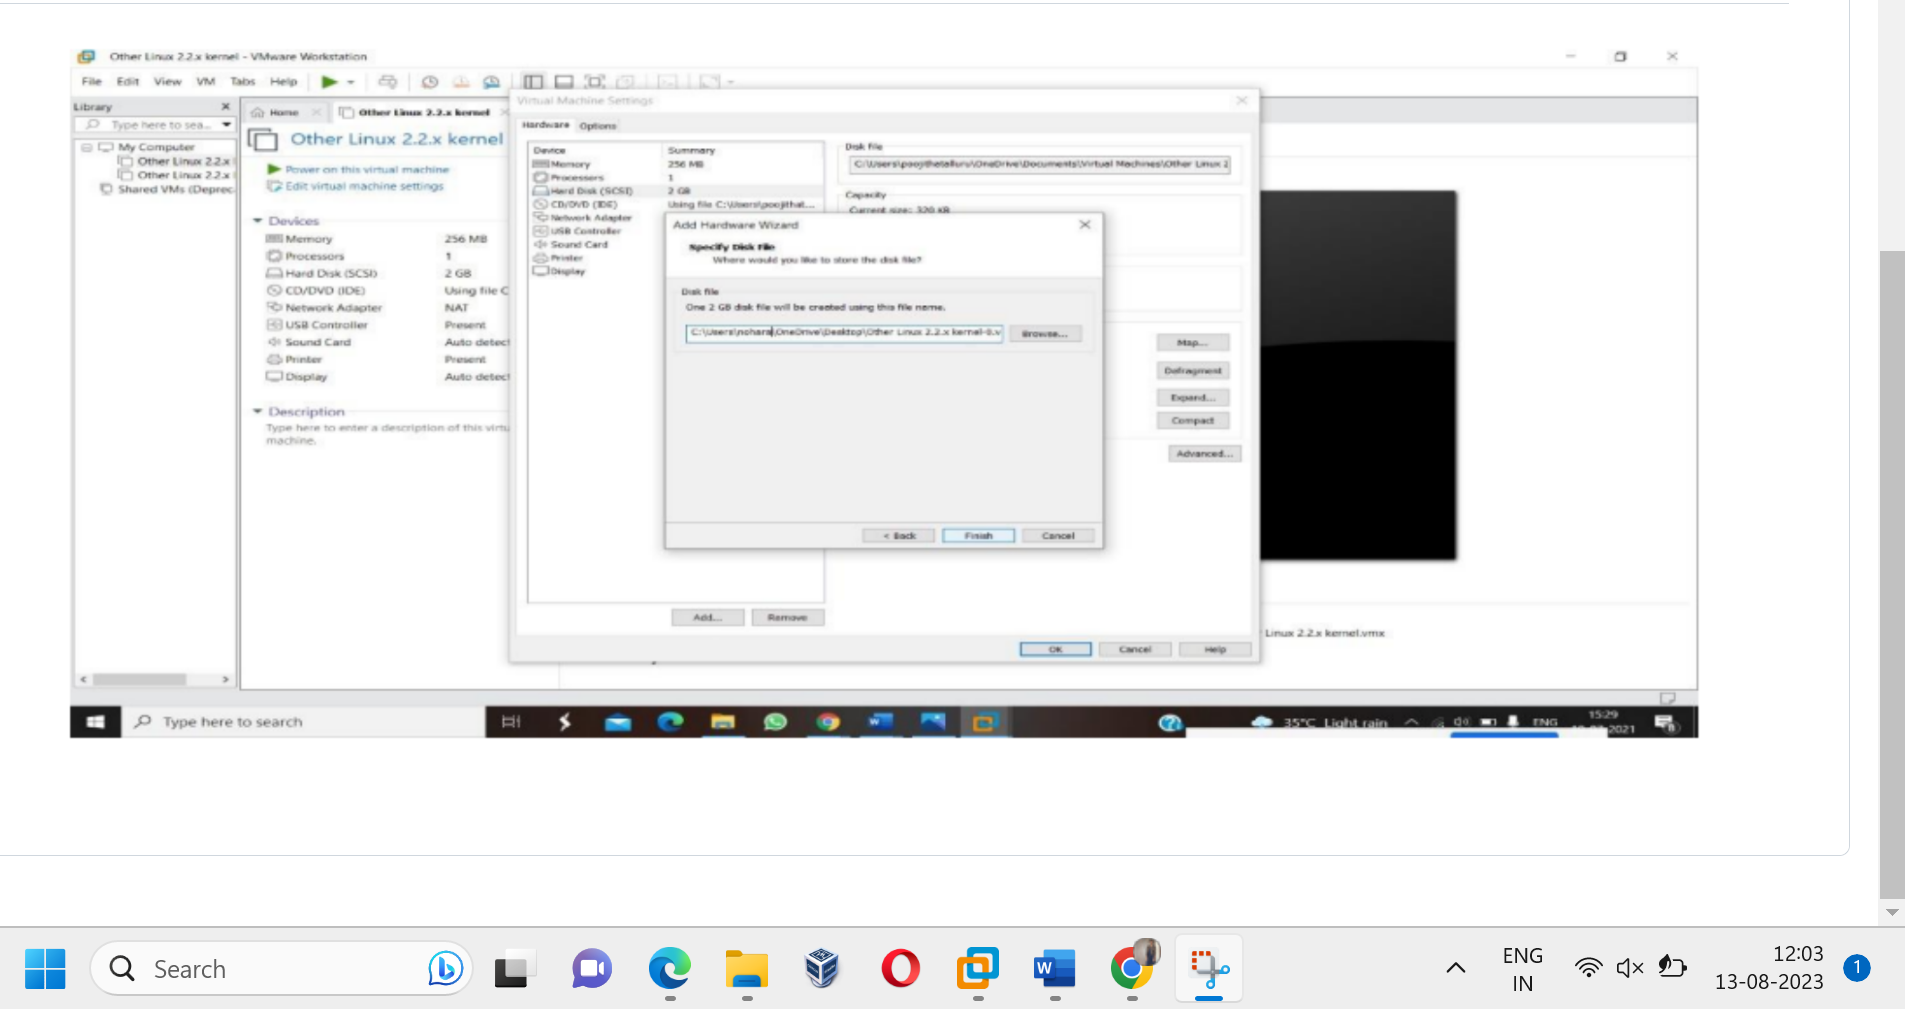 Other Linux 2.2.x kernel - VMware Workstation
File Edit View VM Tabs Help
Library
Type here to sea...
My Computer
Other Linux 2.2.x
Other Linux 2.2.x
Shared VMs (Deprec
Home
Other Linux 2.2.x kernel
Other Linux 2.2.x kernel
Power on this virtual machine
Edit virtual machine settings
Devices
Memory 256 MB
Processors 1
Hard Disk (SCSI) 2 GB
CD/DVD (IDE) Using file C
Network Adapter NAT
USB Controller Present
Sound Card Auto detect
Printer Present
Display Auto detect
Description
Type here to enter a description of this virtu
machine.
Virtual Machine Settings
Hardware Options
Device Summary
Memory 256 MB
Processors 1
Hard Disk (SCSI) 2 GB
CD/DVD (IDE) Using file C:\Users\poojithat...
Network Adapter
USB Controller
Sound Card
Printer
Display
Disk file
C:\Users\poojithatalluru\OneDrive\Documents\Virtual Machines\Other Linux 2
Capacity
Current size: 320 KB
Add Hardware Wizard
Specify Disk File
Where would you like to store the disk file?
Disk file
One 2 GB disk file will be created using this file name.
C:\Users\nohara\OneDrive\Desktop\Other Linux 2.2.x kernel-0.v
Browse...
< Back Finish Cancel
Map...
Defragment
Expand...
Compact
Advanced...
Add... Remove
OK Cancel Help
Linux 2.2.x kernel.vmx
Type here to search
35°C Light rain
ENG
15:29
2021
Search
ENG
IN
12:03
13-08-2023
1